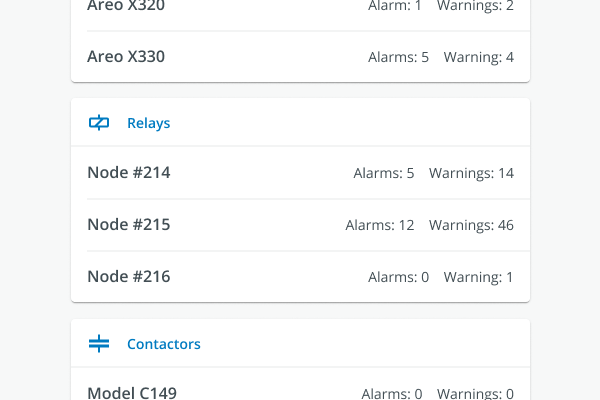 Areo X320 Alarm: 1 Warnings: 2
Areo X330 Alarms: 5 Warning: 4
Relays
Node #214 Alarms: 5 Warnings: 14
Node #215 Alarms: 12 Warnings: 46
Node #216 Alarms: 0 Warning: 1
Contactors
Model C149 Alarms: 0 Warnings: 0